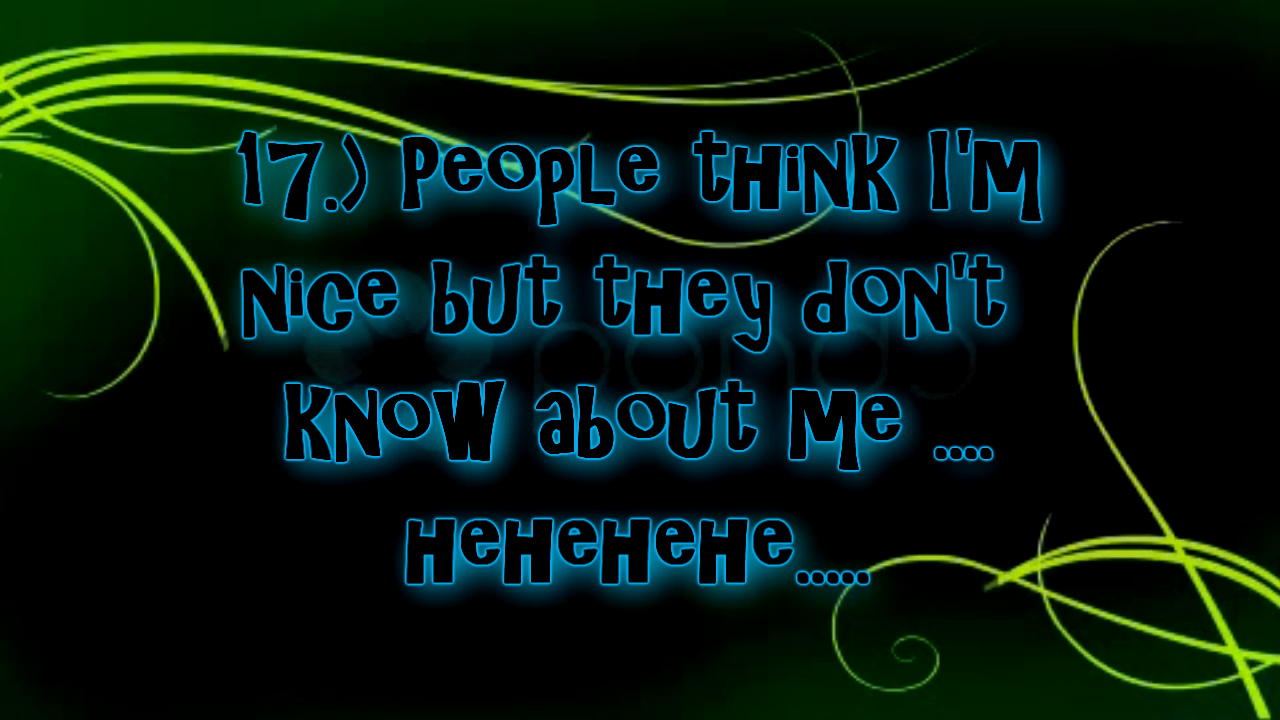 17.) People think I'm
nice but they don't
know about me ....
hehehehe.....